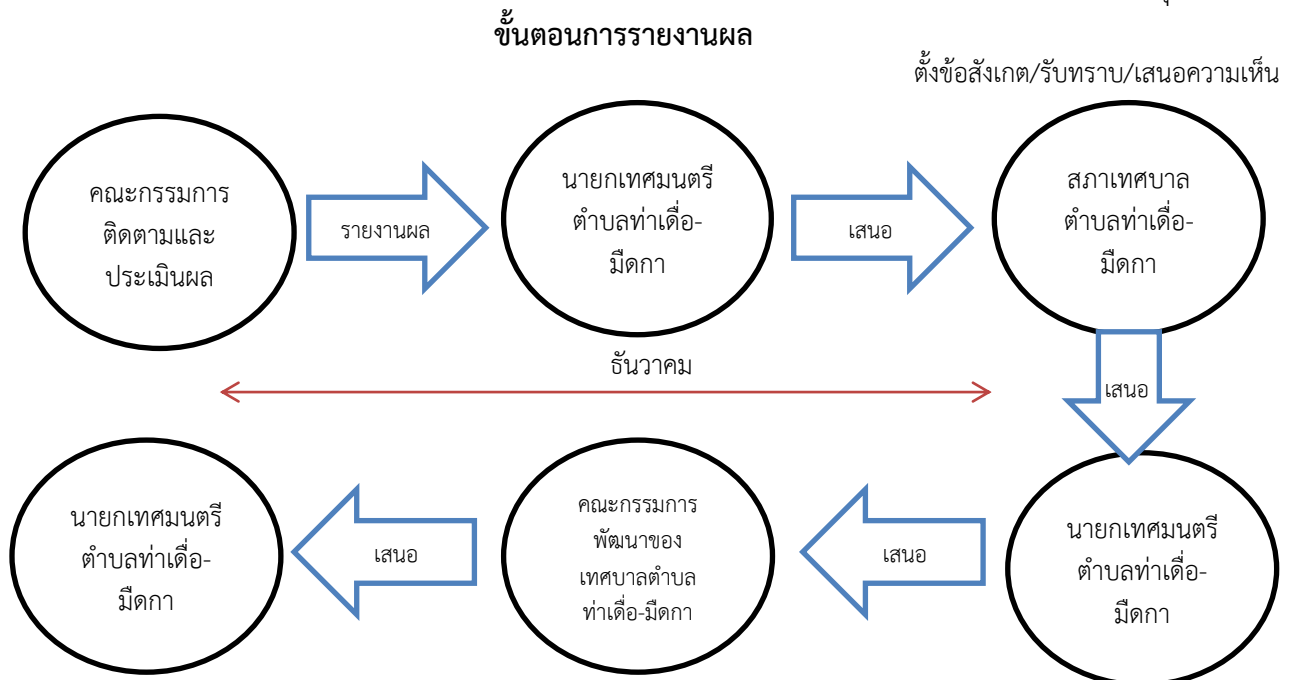 ขั้นตอนการรายงานผล
ตั้งข้อสังเกต/รับทราบ/เสนอความเห็น
คณะกรรมการ
ติดตามและ
ประเมินผล
รายงานผล
นายกเทศมนตรี
ตำบลท่าเดื่อ-
มืดกา
เสนอ
สภาเทศบาล
ตำบลท่าเดื่อ-
มืดกา
ธันวาคม
เสนอ
นายกเทศมนตรี
ตำบลท่าเดื่อ-
มืดกา
เสนอ
คณะกรรมการ
พัฒนาของ
เทศบาลตำบล
ท่าเดื่อ-มืดกา
เสนอ
นายกเทศมนตรี
ตำบลท่าเดื่อ-
มืดกา